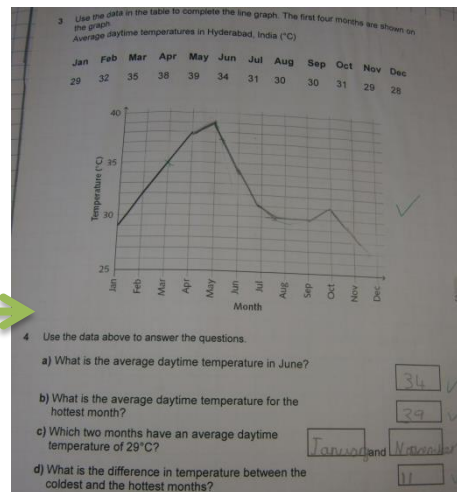 3 Use the data in the table to complete the line graph. The first four months are shown on
the graph.
Average daytime temperatures in Hyderabad, India (°C)
Jan Feb Mar Apr May Jun Jul Aug Sep Oct Nov Dec
29 32 35 38 39 34 31 30 30 31 29 28
40
35
30
25
Temperature (°C)
Jan Feb Mar Apr May Jun Jul Aug Sep Oct Nov Dec
Month
4 Use the data above to answer the questions.
a) What is the average daytime temperature in June?
34
b) What is the average daytime temperature for the
hottest month?
39
c) Which two months have an average daytime
temperature of 29°C?
January and November
d) What is the difference in temperature between the
coldest and the hottest months?
11